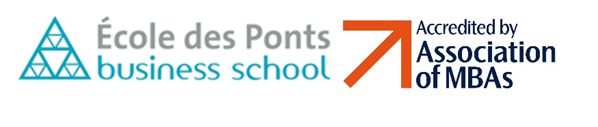 École des Ponts
business school
Accredited by
Association
of MBAs